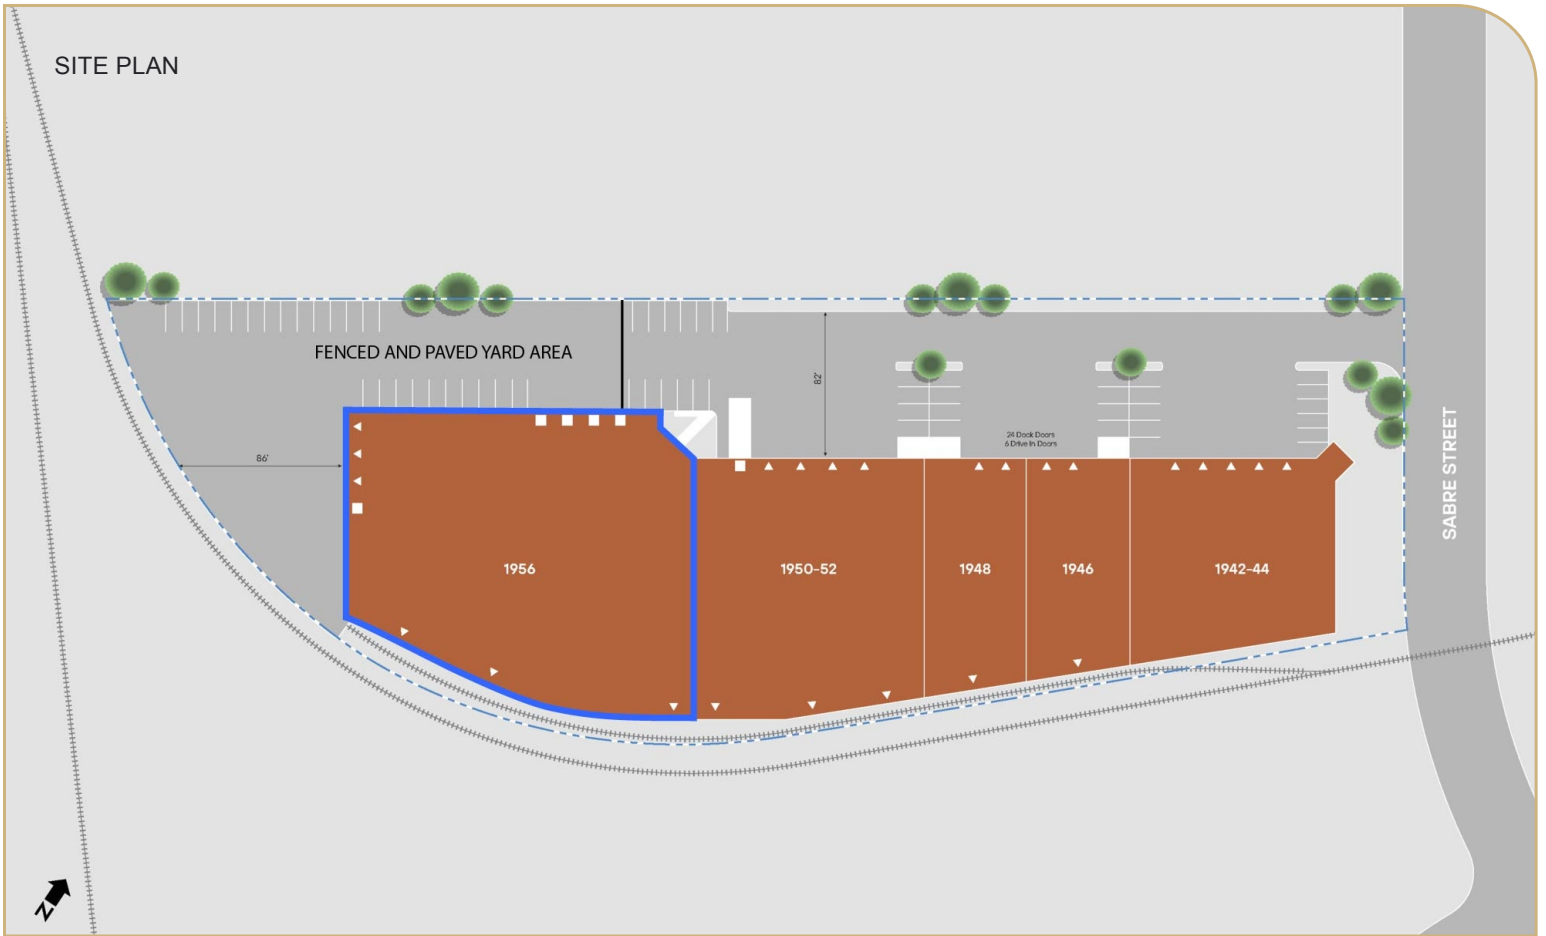 SITE PLAN
FENCED AND PAVED YARD AREA
82'
24 Dock Doors
6 Drive In Doors
86'
SABRE STREET
1956
1950-52
1948
1946
1942-44
N